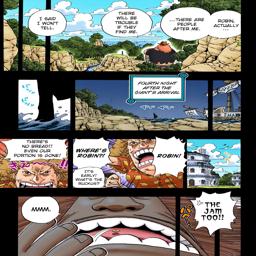 I SAID
I WON'T
TELL.
THERE
WILL BE
TROUBLE
IF THEY
FIND ME.
...THERE
ARE PEOPLE
AFTER ME.
ROBIN,
ACTUALLY
...
FOURTH NIGHT
AFTER THE
GIANT'S ARRIVAL
THERE'S
NO BREAD!!
EVEN OUR
PORTION IS GONE!
WHERE'S
ROBIN?!
IT'S
EARLY!
WHAT'S THE
RUCKUS?!
ROBIN!
MMM.
THE
JAM
TOO!!